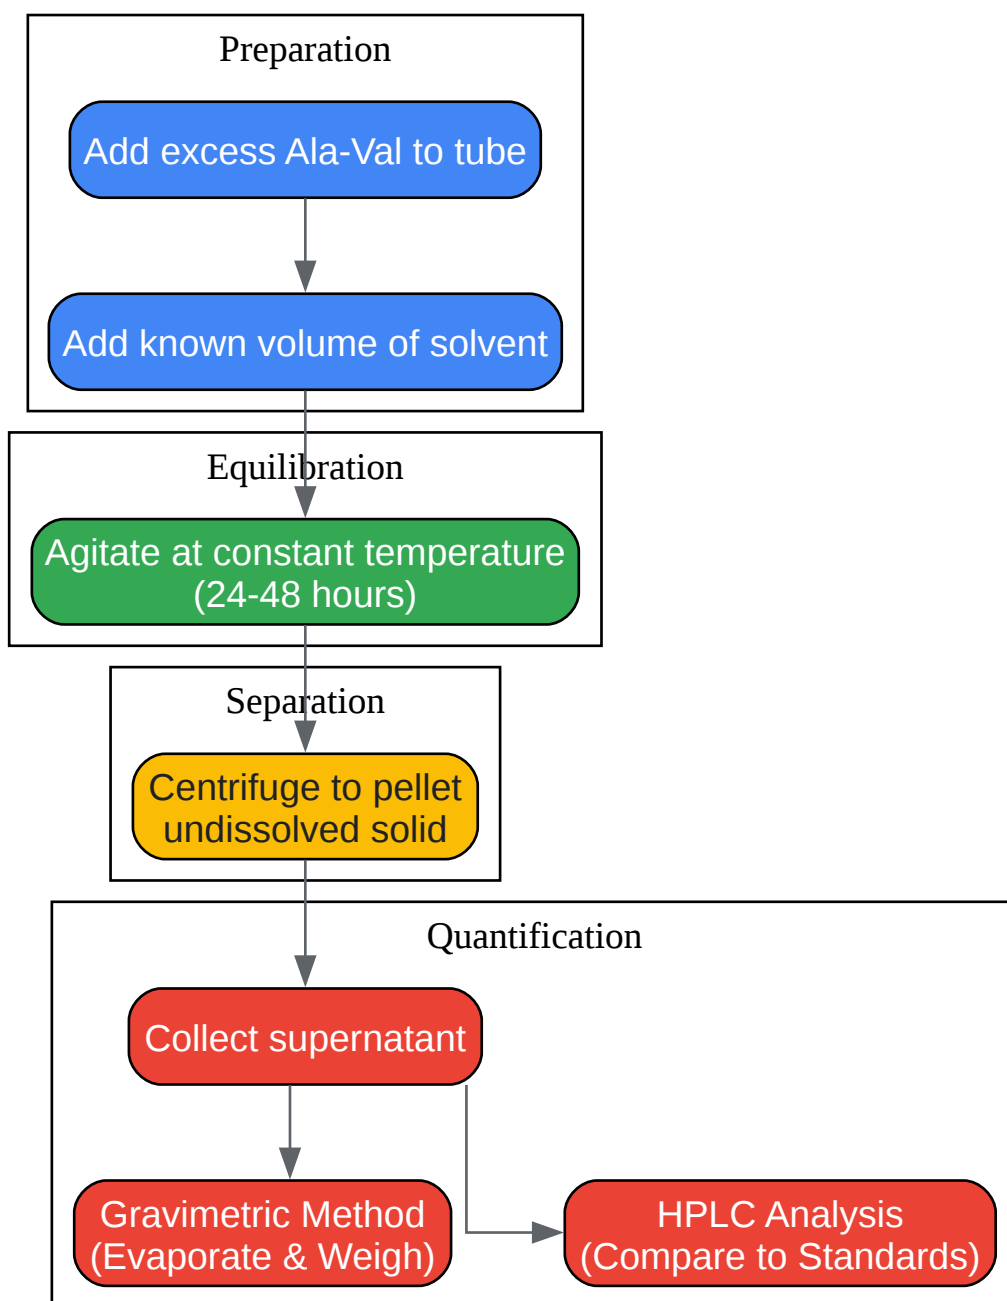 Preparation
Add excess Ala-Val to tube
Add known volume of solvent
Equilibration
Agitate at constant temperature
(24-48 hours)
Separation
Centrifuge to pellet
undissolved solid
Quantification
Collect supernatant
Gravimetric Method
(Evaporate & Weigh)
HPLC Analysis
(Compare to Standards)